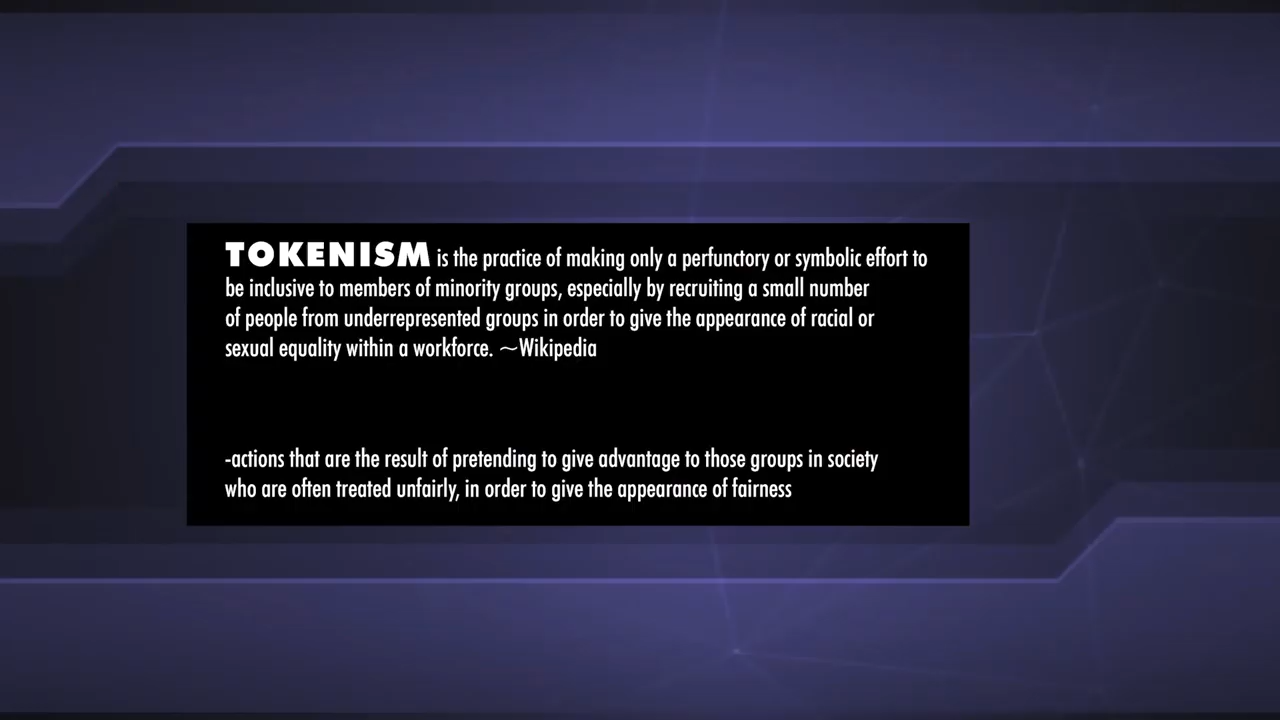 TOKENISM is the practice of making only a perfunctory or symbolic effort to
be inclusive to members of minority groups, especially by recruiting a small number
of people from underrepresented groups in order to give the appearance of racial or
sexual equality within a workforce. ~Wikipedia
-actions that are the result of pretending to give advantage to those groups in society
who are often treated unfairly, in order to give the appearance of fairness